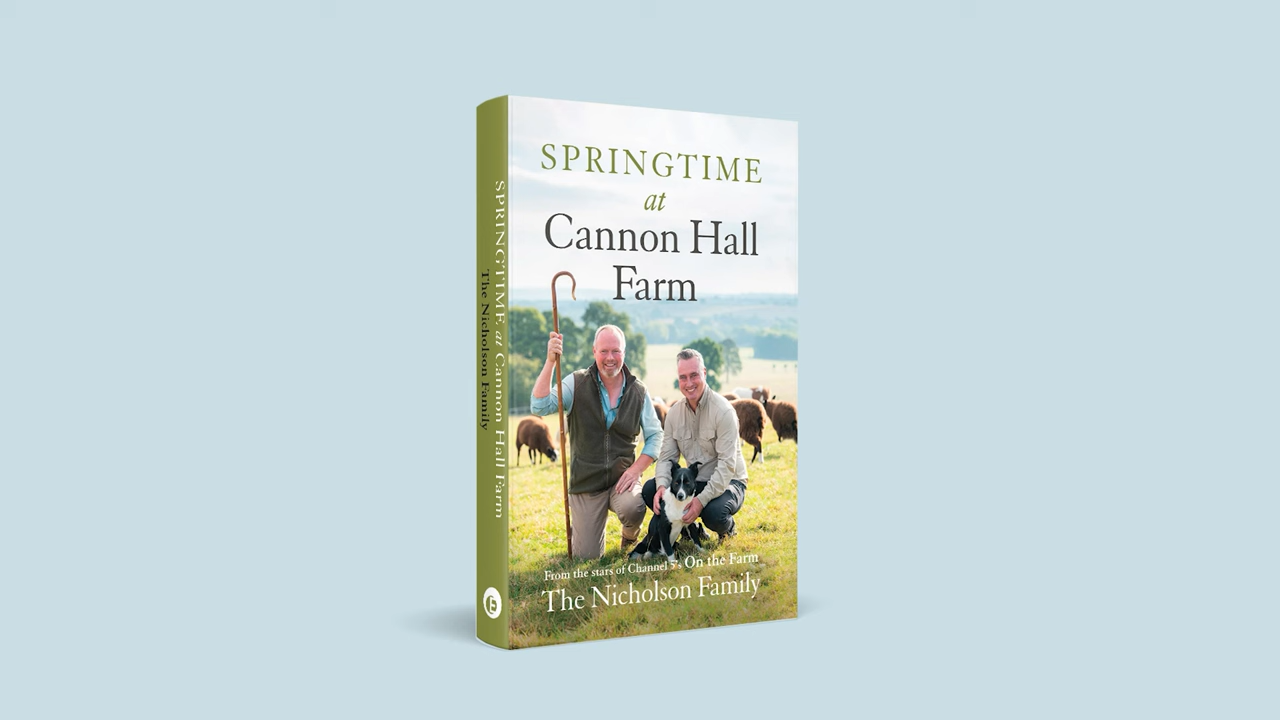 SPRINGTIME
at
Cannon Hall
Farm
From the stars of Channel 5's On the Farm
The Nicholson Family
SPRINGTIME at Cannon Hall Farm
The Nicholson Family